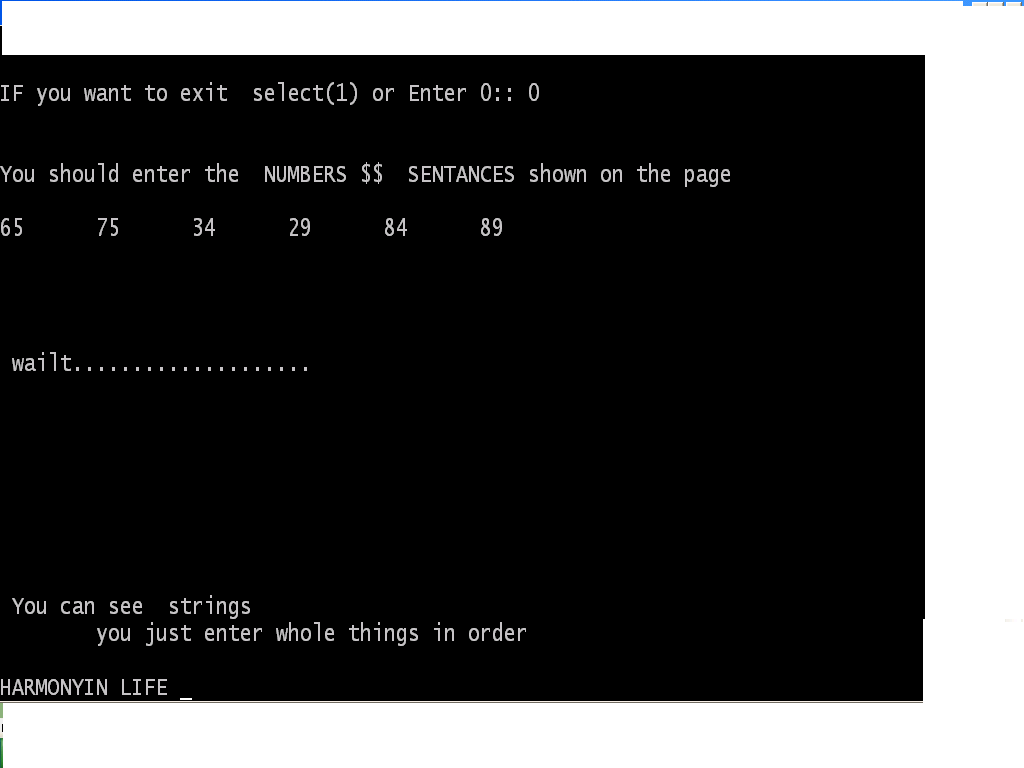 IF you want to exit  select(1) or Enter 0:: 0
You should enter the  NUMBERS $$  SENTANCES shown on the page
65      75      34      29      84      89
wailt....................
You can see  strings
you just enter whole things in order
HARMONYIN LIFE _